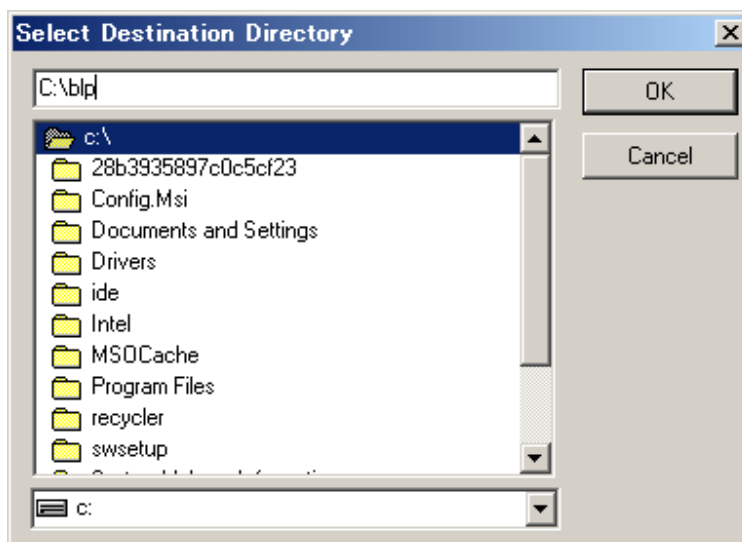 Select Destination Directory
C:\blp
OK
Cancel
c:\
28b3935897c0c5cf23
Config.Msi
Documents and Settings
Drivers
ide
Intel
MSOCache
Program Files
recycler
swsetup
c: